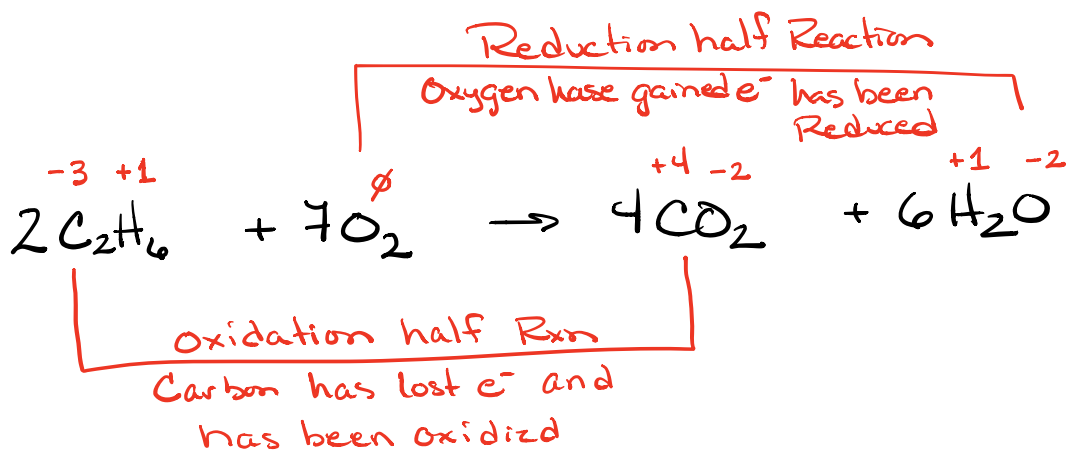 Reduction half Reaction
Oxygen hase gained e⁻ has been
Reduced
-3 +1 ∅ +4 -2 +1 -2
2C₂H₆ + 7O₂ → 4CO₂ + 6H₂O
Oxidation half Rxn
Carbon has lost e⁻ and
has been oxidizd